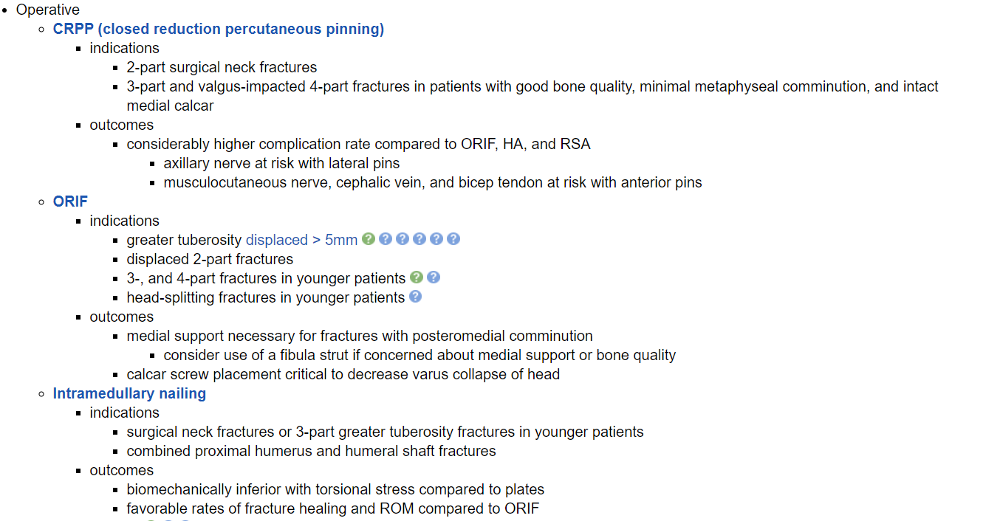 Operative
CRPP (closed reduction percutaneous pinning)
indications
2-part surgical neck fractures
3-part and valgus-impacted 4-part fractures in patients with good bone quality, minimal metaphyseal comminution, and intact
medial calcar
outcomes
considerably higher complication rate compared to ORIF, HA, and RSA
axillary nerve at risk with lateral pins
musculocutaneous nerve, cephalic vein, and bicep tendon at risk with anterior pins
ORIF
indications
greater tuberosity displaced > 5mm ? ? ? ? ? ?
displaced 2-part fractures
3-, and 4-part fractures in younger patients ? ?
head-splitting fractures in younger patients ?
outcomes
medial support necessary for fractures with posteromedial comminution
consider use of a fibula strut if concerned about medial support or bone quality
calcar screw placement critical to decrease varus collapse of head
Intramedullary nailing
indications
surgical neck fractures or 3-part greater tuberosity fractures in younger patients
combined proximal humerus and humeral shaft fractures
outcomes
biomechanically inferior with torsional stress compared to plates
favorable rates of fracture healing and ROM compared to ORIF